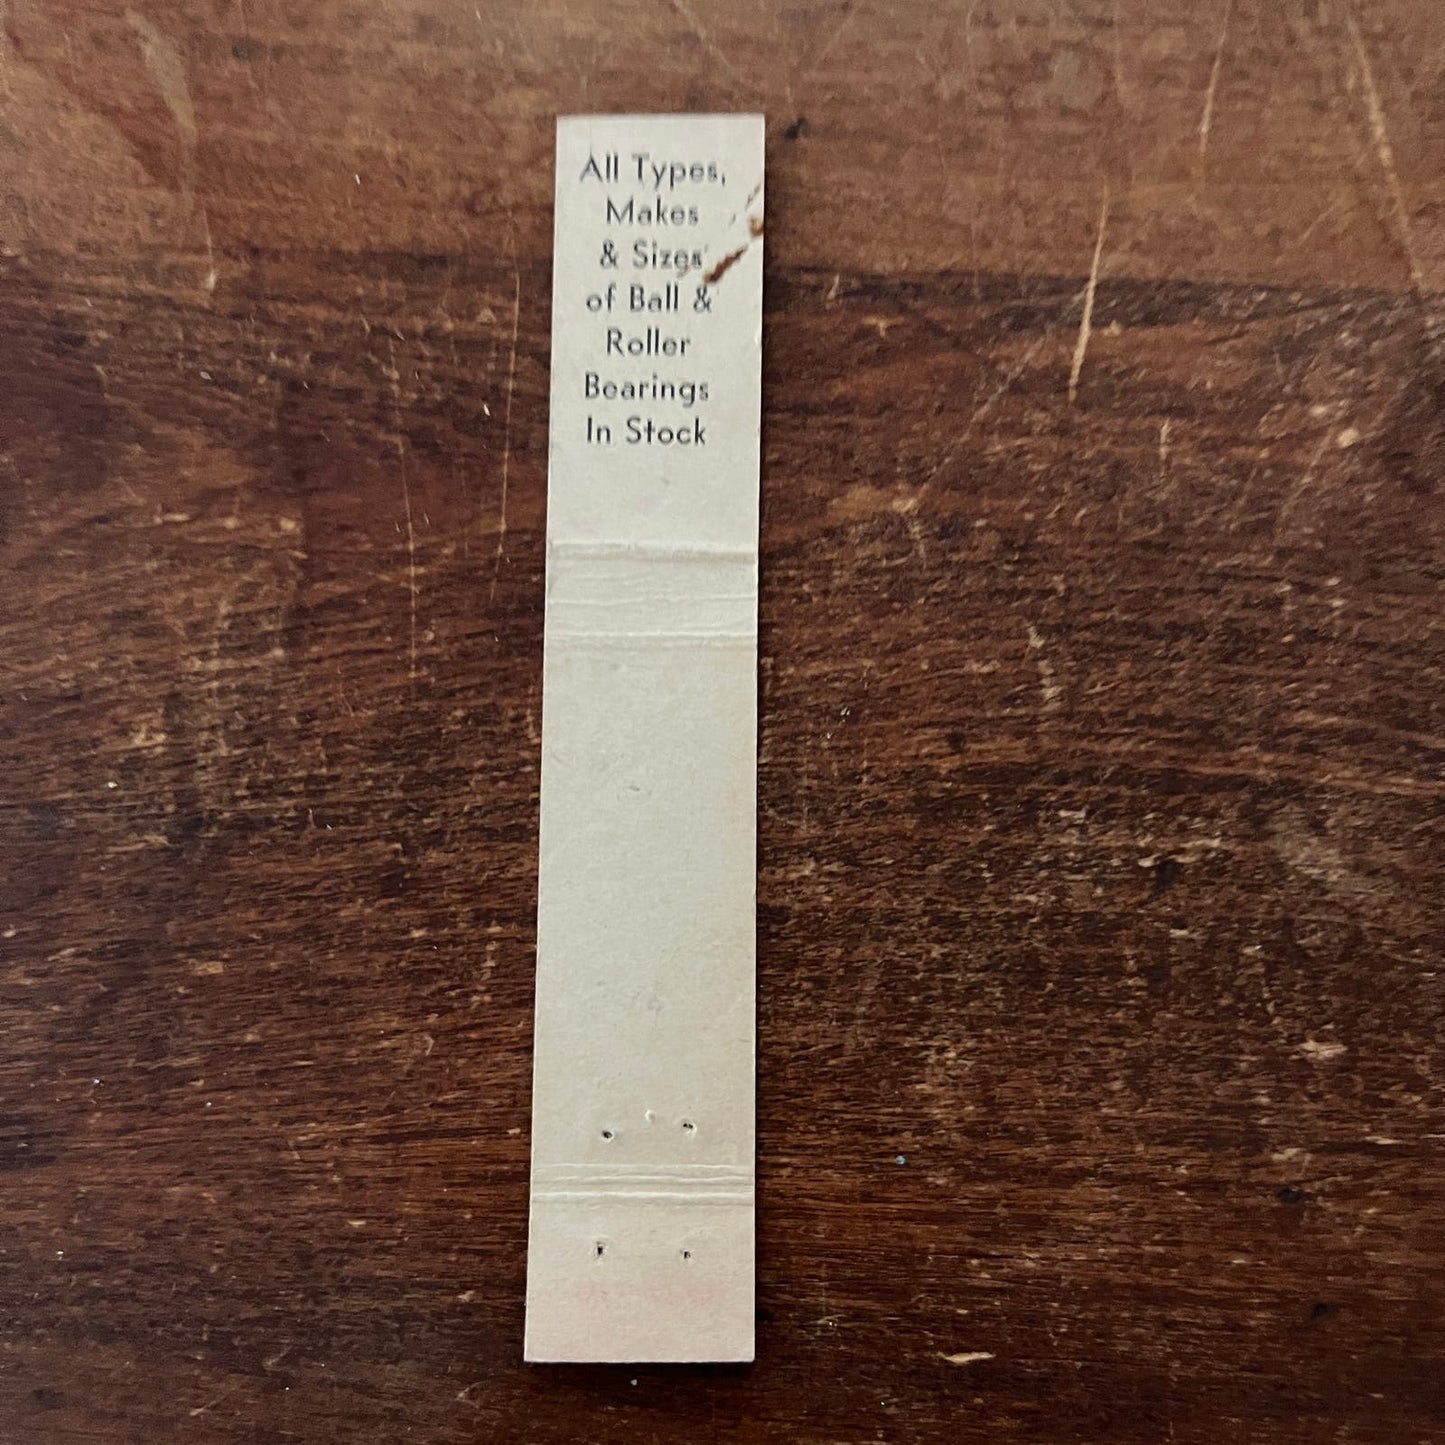 All Types,
Makes
& Sizes
of Ball &
Roller
Bearings
In Stock